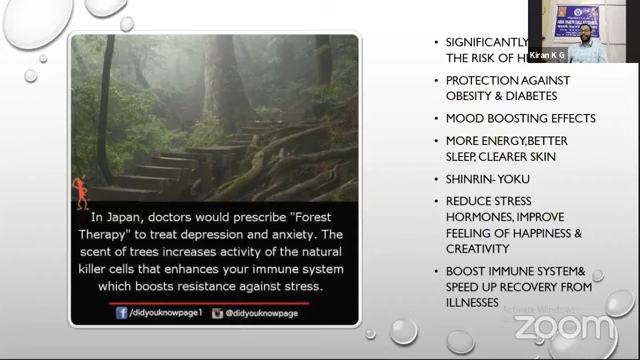 In Japan, doctors would prescribe "Forest
Therapy" to treat depression and anxiety. The
scent of trees increases activity of the natural
killer cells that enhances your immune system
which boosts resistance against stress.
/didyouknowpage1 @didyouknowpage
• SIGNIFICANTLY
THE RISK OF
• PROTECTION AGAINST
OBESITY & DIABETES
• MOOD BOOSTING EFFECTS
• MORE ENERGY,BETTER
SLEEP, CLEARER SKIN
• SHINRIN- YOKU
• REDUCE STRESS
HORMONES, IMPROVE
FEELING OF HAPPINESS &
CREATIVITY
• BOOST IMMUNE SYSTEM&
SPEED UP RECOVERY FROM
ILLNESSES
Kiran K G
Activate Windows
zoom